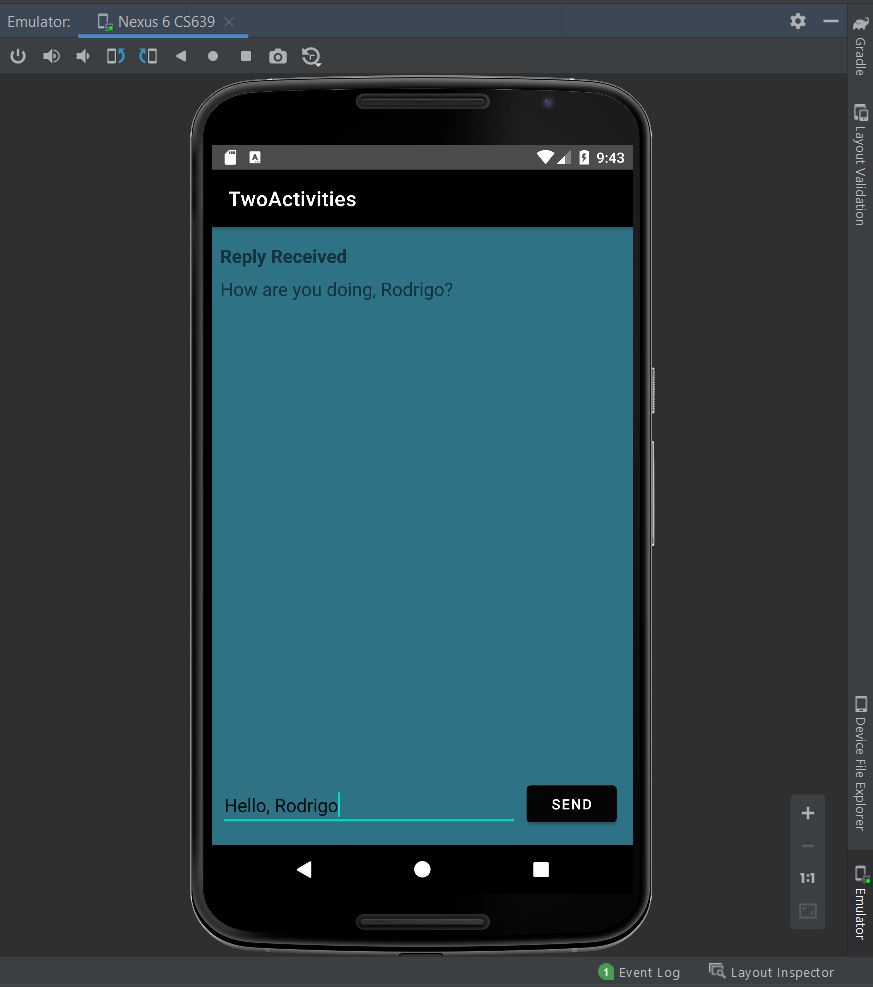 Emulator: Nexus 6 CS639
Gradle
Layout Validation
9:43
TwoActivities
Reply Received
How are you doing, Rodrigo?
Hello, Rodrigo
SEND
Device File Explorer
1:1
Emulator
1 Event Log Layout Inspector